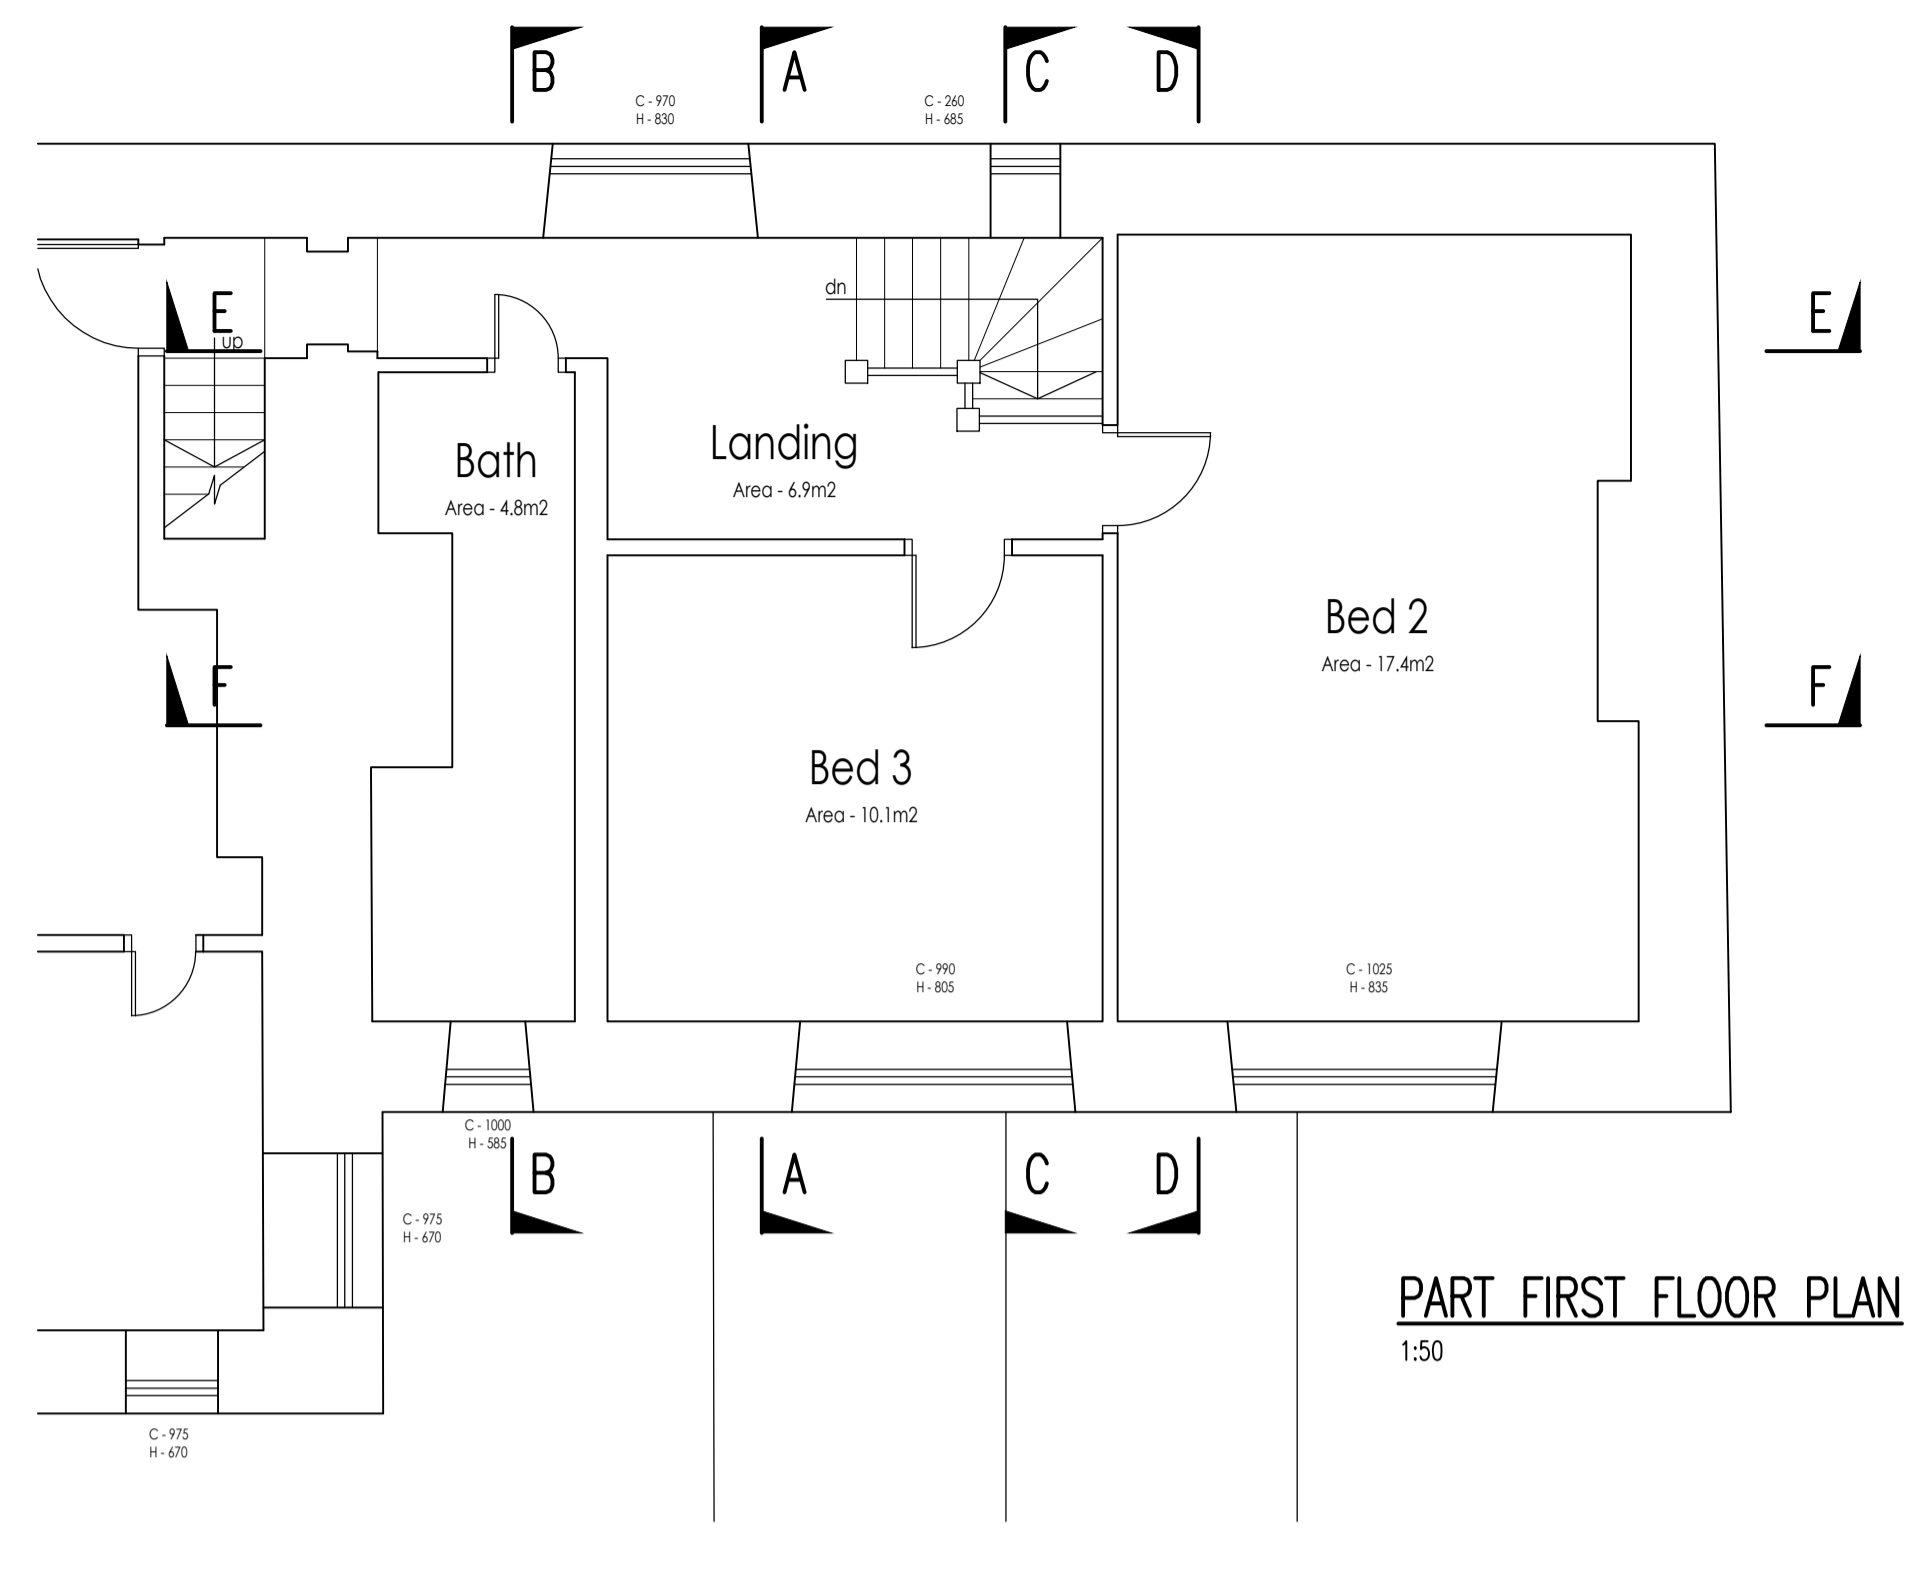 B A C D
C - 970
H - 830
C - 260
H - 685
dn
E
up
E
Landing
Area - 6.9m2
Bath
Area - 4.8m2
Bed 2
Area - 17.4m2
F
F
Bed 3
Area - 10.1m2
C - 990
H - 805
C - 1025
H - 835
C - 1000
H - 585
B A C D
C - 975
H - 670
PART FIRST FLOOR PLAN
1:50
C - 975
H - 670